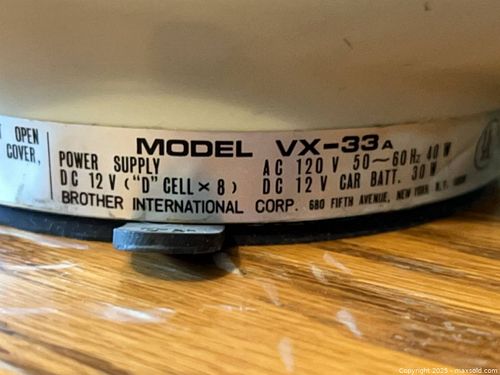 OPEN
COVER,
MODEL VX-33A
POWER SUPPLY AC 120 V 50~60Hz 40 W
DC 12 V ("D" CELL × 8) DC 12 V CAR BATT. 30 W
BROTHER INTERNATIONAL CORP. 680 FIFTH AVENUE, NEW YORK, N.Y.
Copyright © 2025 - maxsold.com